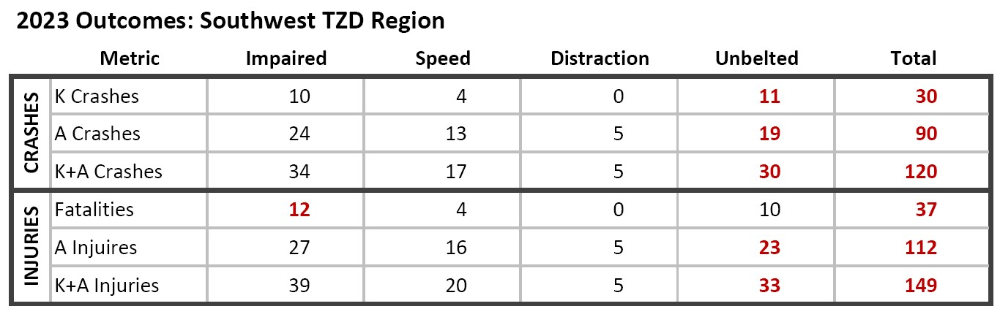 2023 Outcomes: Southwest TZD Region
Metric Impaired Speed Distraction Unbelted Total
CRASHES
K Crashes 10 4 0 11 30
A Crashes 24 13 5 19 90
K+A Crashes 34 17 5 30 120
INJURIES
Fatalities 12 4 0 10 37
A Injuires 27 16 5 23 112
K+A Injuries 39 20 5 33 149